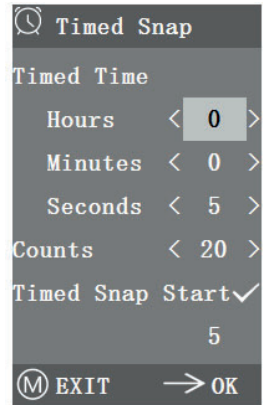 Timed Snap
Timed Time
Hours < 0 >
Minutes < 0 >
Seconds < 5 >
Counts < 20 >
Timed Snap Start✓
5
Ⓜ EXIT → OK